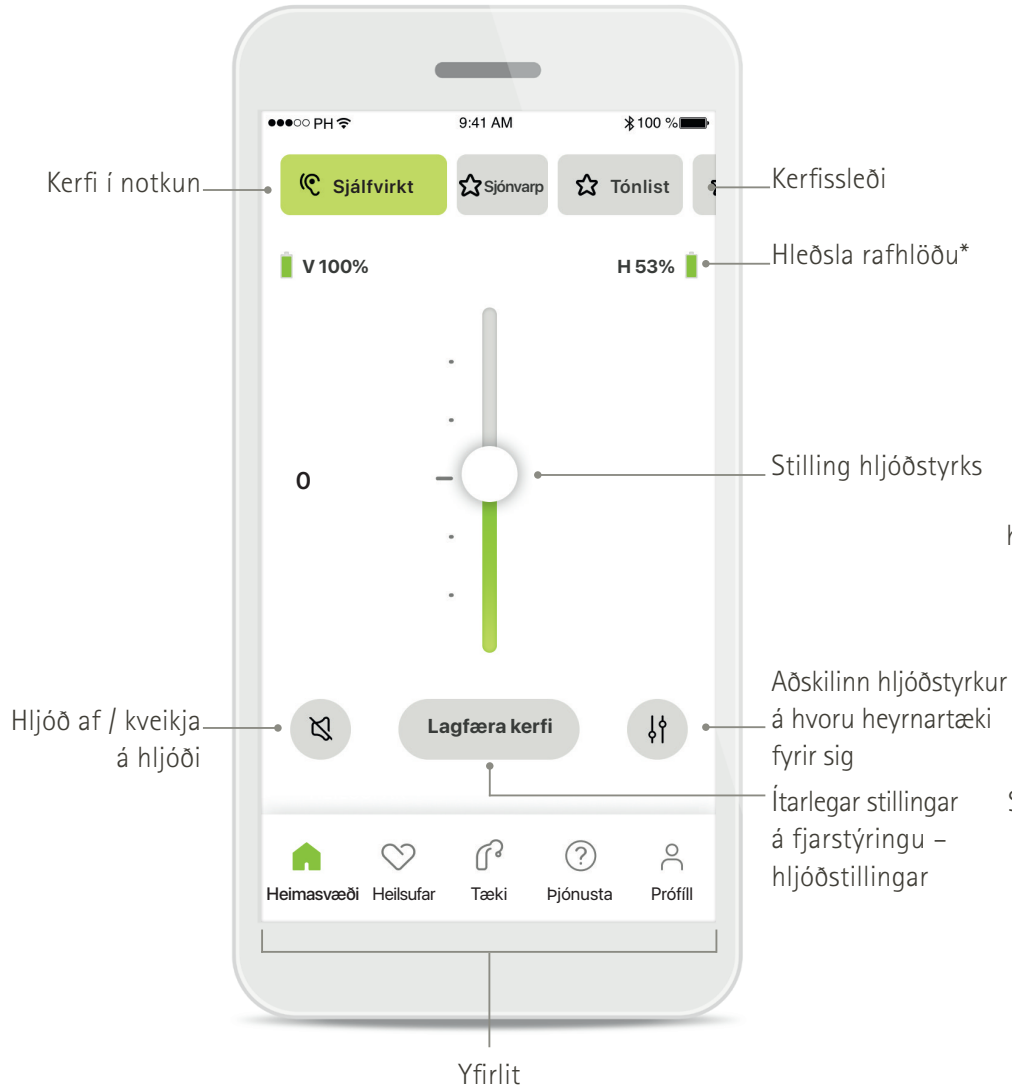 PH
9:41 AM
100 %
Kerfi í notkun
Sjálfvirkt
Sjónvarp
Tónlist
Kerfissleði
V 100%
H 53%
Hleðsla rafhlöðu*
0
Stilling hljóðstyrks
Hljóð af / kveikja
á hljóði
Lagfæra kerfi
Aðskilinn hljóðstyrkur
á hvoru heyrnartæki
fyrir sig
Ítarlegar stillingar
á fjarstýringu –
hljóðstillingar
Heimasvæði
Heilsufar
Tæki
Þjónusta
Prófíll
Yfirlit